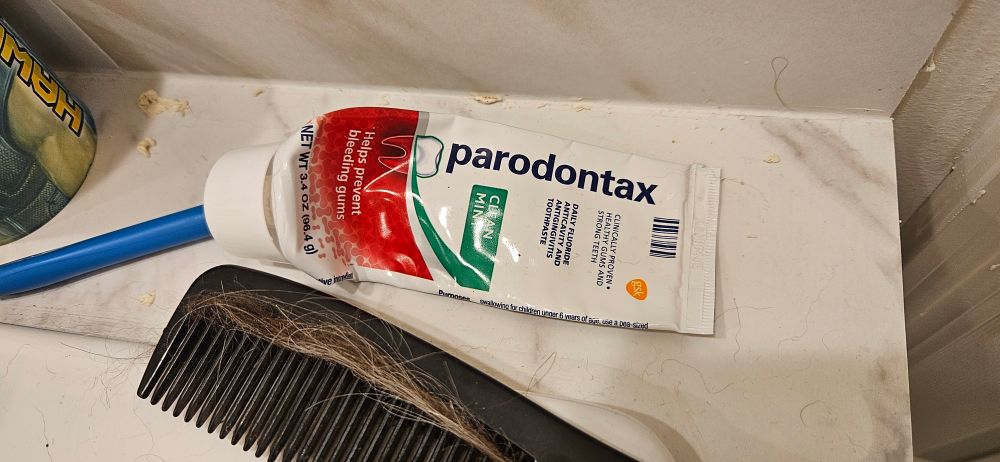 HAWA
NET WT 3.4 OZ (96.4 g)
Helps prevent
bleeding gums
parodontax
CLEAN
MINT
DAILY FLUORIDE
ANTICAVITY AND
ANTIGINGIVITIS
TOOTHPASTE
CLINICALLY PROVEN •
HEALTHY GUMS AND
STRONG TEETH
gsk
Purposes
swallowing for children under 6 years of age, use a pea-sized